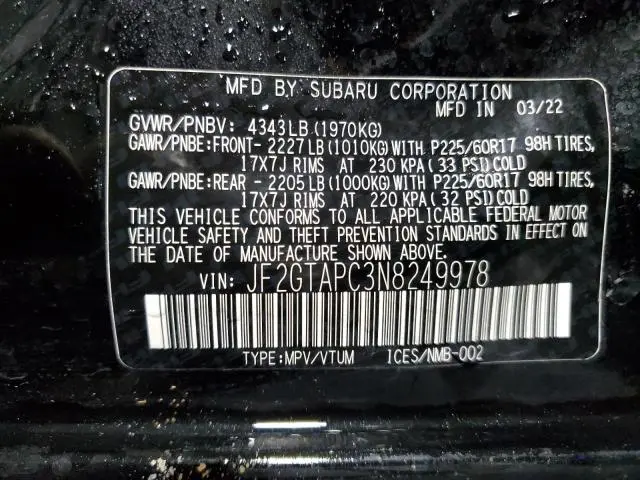 MFD BY SUBARU CORPORATION
MFD IN 03/22
GVWR/PNBV: 4343LB(1970KG)
GAWR/PNBE:FRONT- 2227LB(1010KG)WITH P225/60R17 98H TIRES,
17X7J RIMS AT 230 KPA(33 PSI)COLD
GAWR/PNBE:REAR - 2205LB(1000KG)WITH P225/60R17 98H TIRES,
17X7J RIMS AT 220 KPA(32 PSI)COLD
THIS VEHICLE CONFORMS TO ALL APPLICABLE FEDERAL MOTOR
VEHICLE SAFETY AND THEFT PREVENTION STANDARDS IN EFFECT
ON THE DATE OF MANUFACTURE SHOWN ABOVE.
VIN: JF2GTAPC3N8249978
TYPE:MPV/VTUM ICES/NMB-002